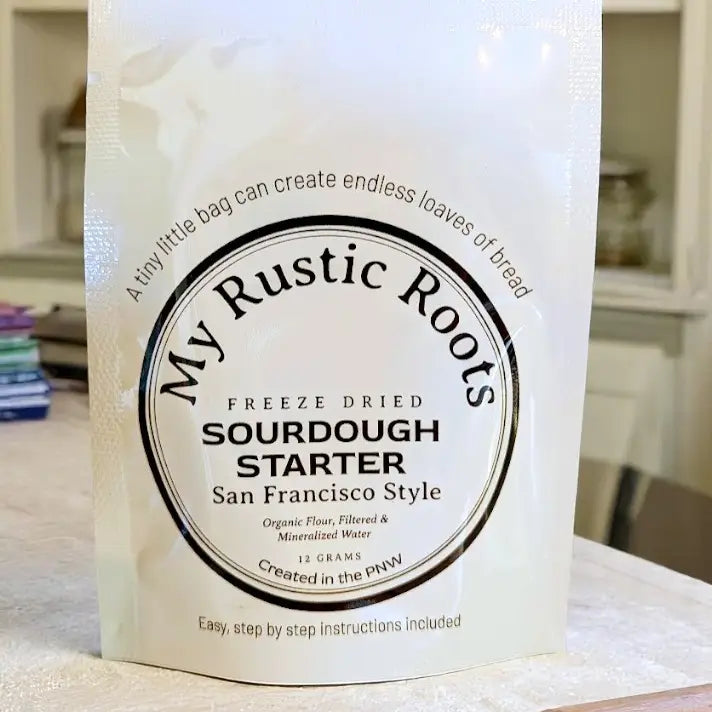 A tiny little bag can create endless loaves of bread
My Rustic Roots
FREEZE DRIED
SOURDOUGH
STARTER
San Francisco Style
Organic Flour, Filtered &
Mineralized Water
12 GRAMS
Created in the PNW
Easy, step by step instructions included